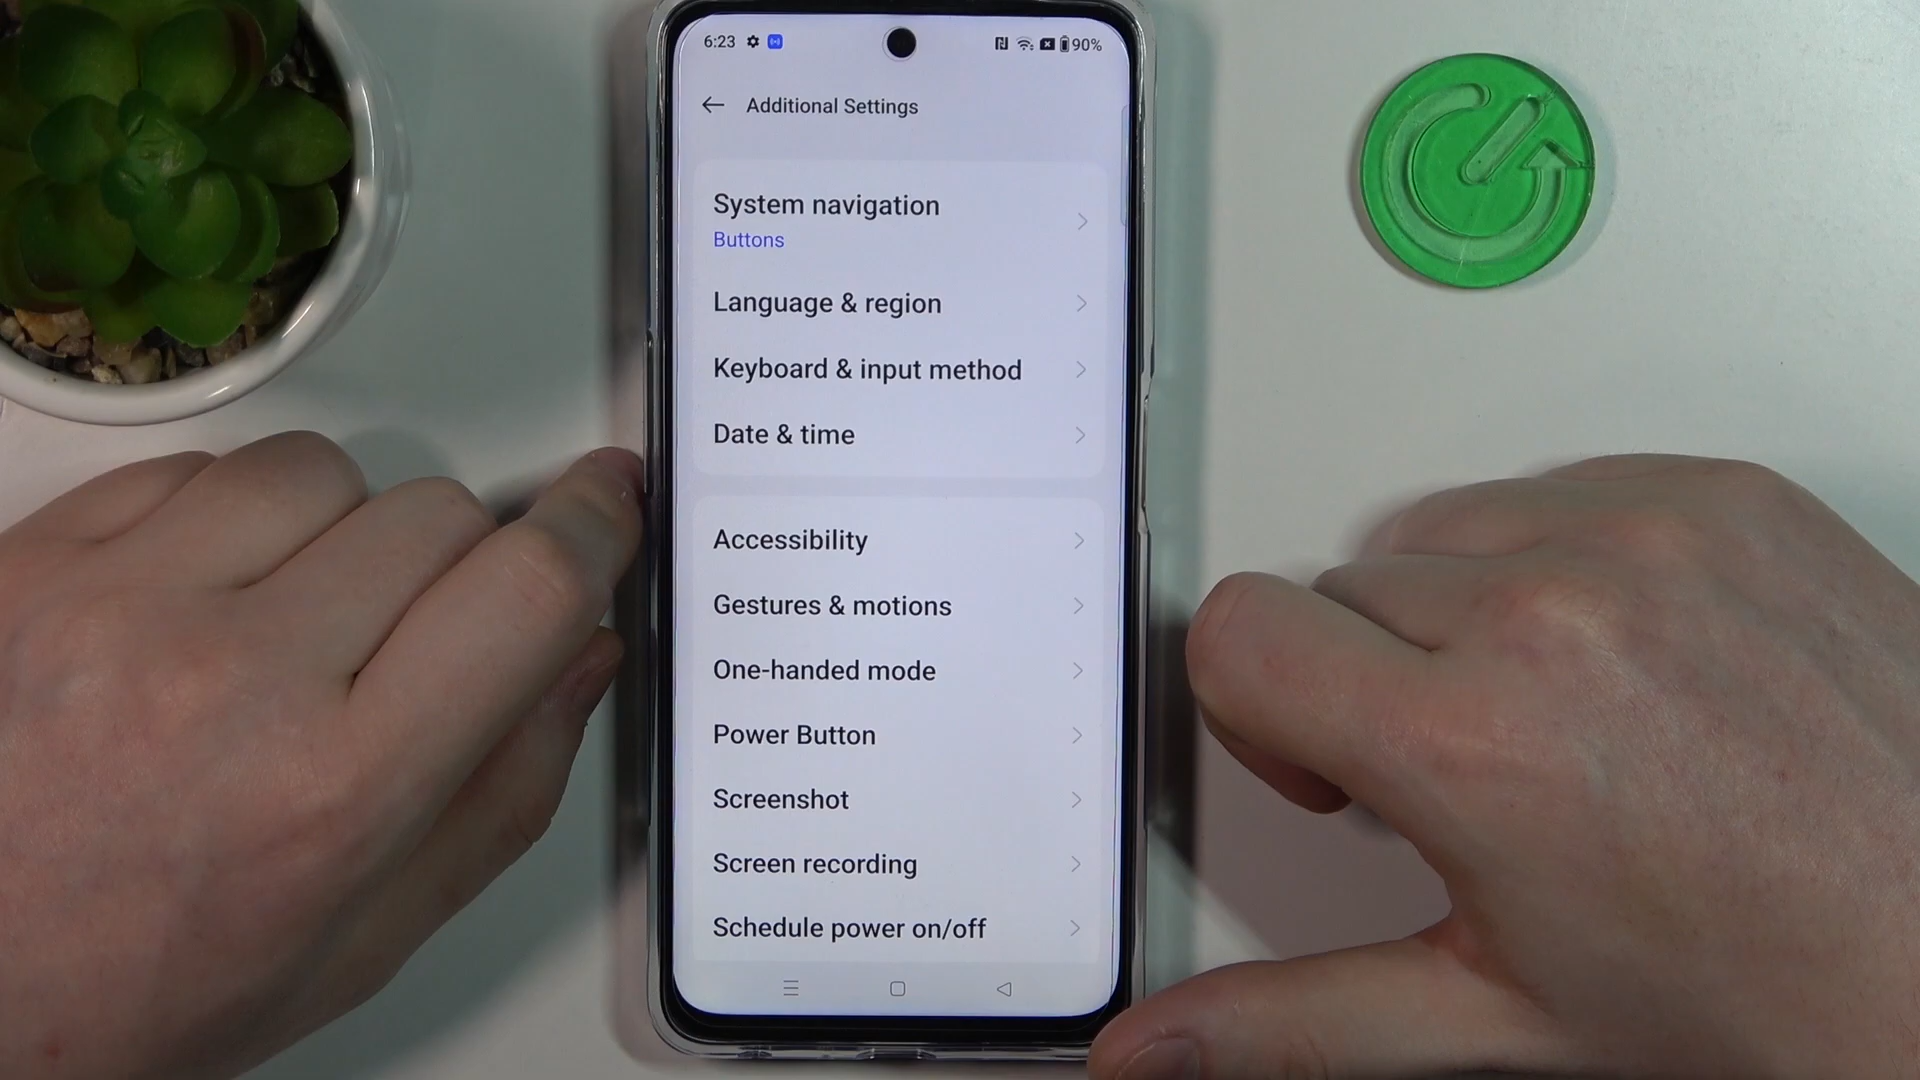 6:23 90%
Additional Settings
System navigation
Buttons
Language & region
Keyboard & input method
Date & time
Accessibility
Gestures & motions
One-handed mode
Power Button
Screenshot
Screen recording
Schedule power on/off